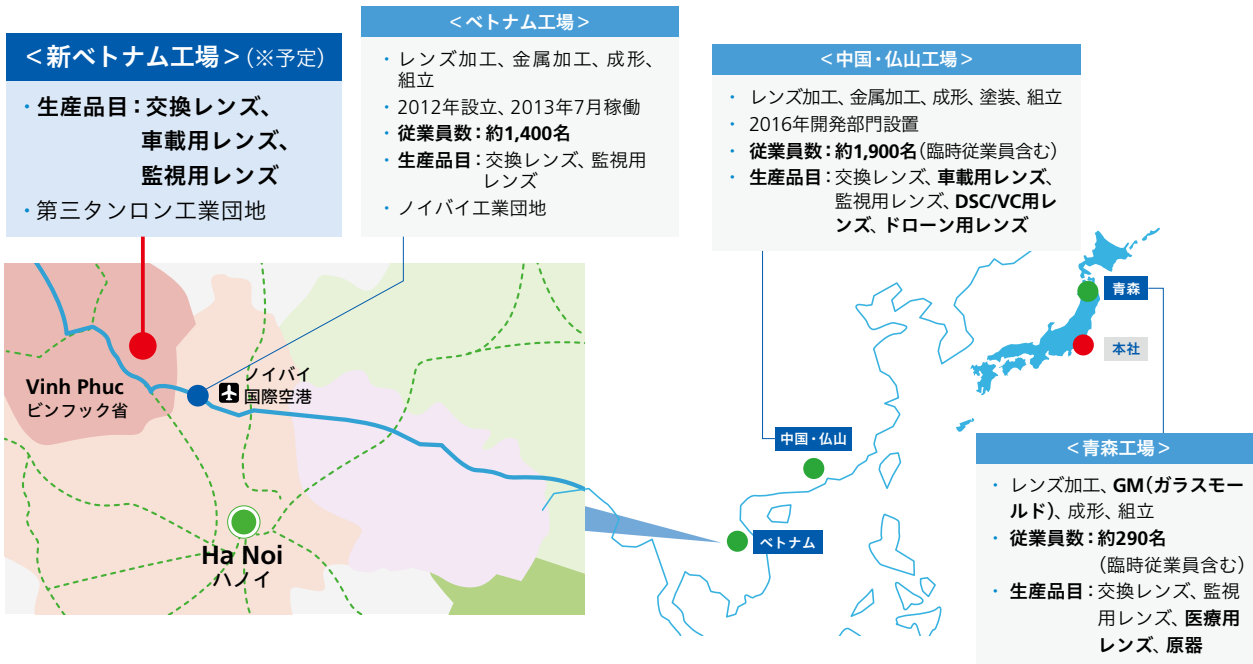 ＜新ベトナム工場＞(※予定)
・生産品目：交換レンズ、
車載用レンズ、
監視用レンズ
・第三タンロン工業団地
＜ベトナム工場＞
・レンズ加工、金属加工、成形、
組立
・2012年設立、2013年7月稼働
・従業員数：約1,400名
・生産品目：交換レンズ、監視用
レンズ
・ノイバイ工業団地
＜中国・仏山工場＞
・レンズ加工、金属加工、成形、塗装、組立
・2016年開発部門設置
・従業員数：約1,900名(臨時従業員含む)
・生産品目：交換レンズ、車載用レンズ、
監視用レンズ、DSC/VC用レ
ンズ、ドローン用レンズ
Vinh Phuc
ビンフック省
ノイバイ
国際空港
Ha Noi
ハノイ
青森
本社
中国・仏山
ベトナム
＜青森工場＞
・レンズ加工、GM(ガラスモー
ルド)、成形、組立
・従業員数：約290名
(臨時従業員含む)
・生産品目：交換レンズ、監視
用レンズ、医療用
レンズ、原器